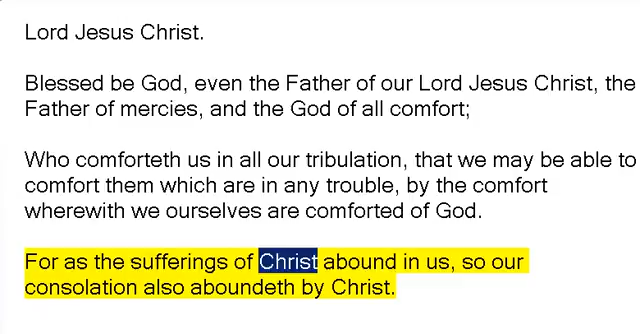 Lord Jesus Christ.
Blessed be God, even the Father of our Lord Jesus Christ, the
Father of mercies, and the God of all comfort;
Who comforteth us in all our tribulation, that we may be able to
comfort them which are in any trouble, by the comfort
wherewith we ourselves are comforted of God.
For as the sufferings of Christ abound in us, so our
consolation also aboundeth by Christ.